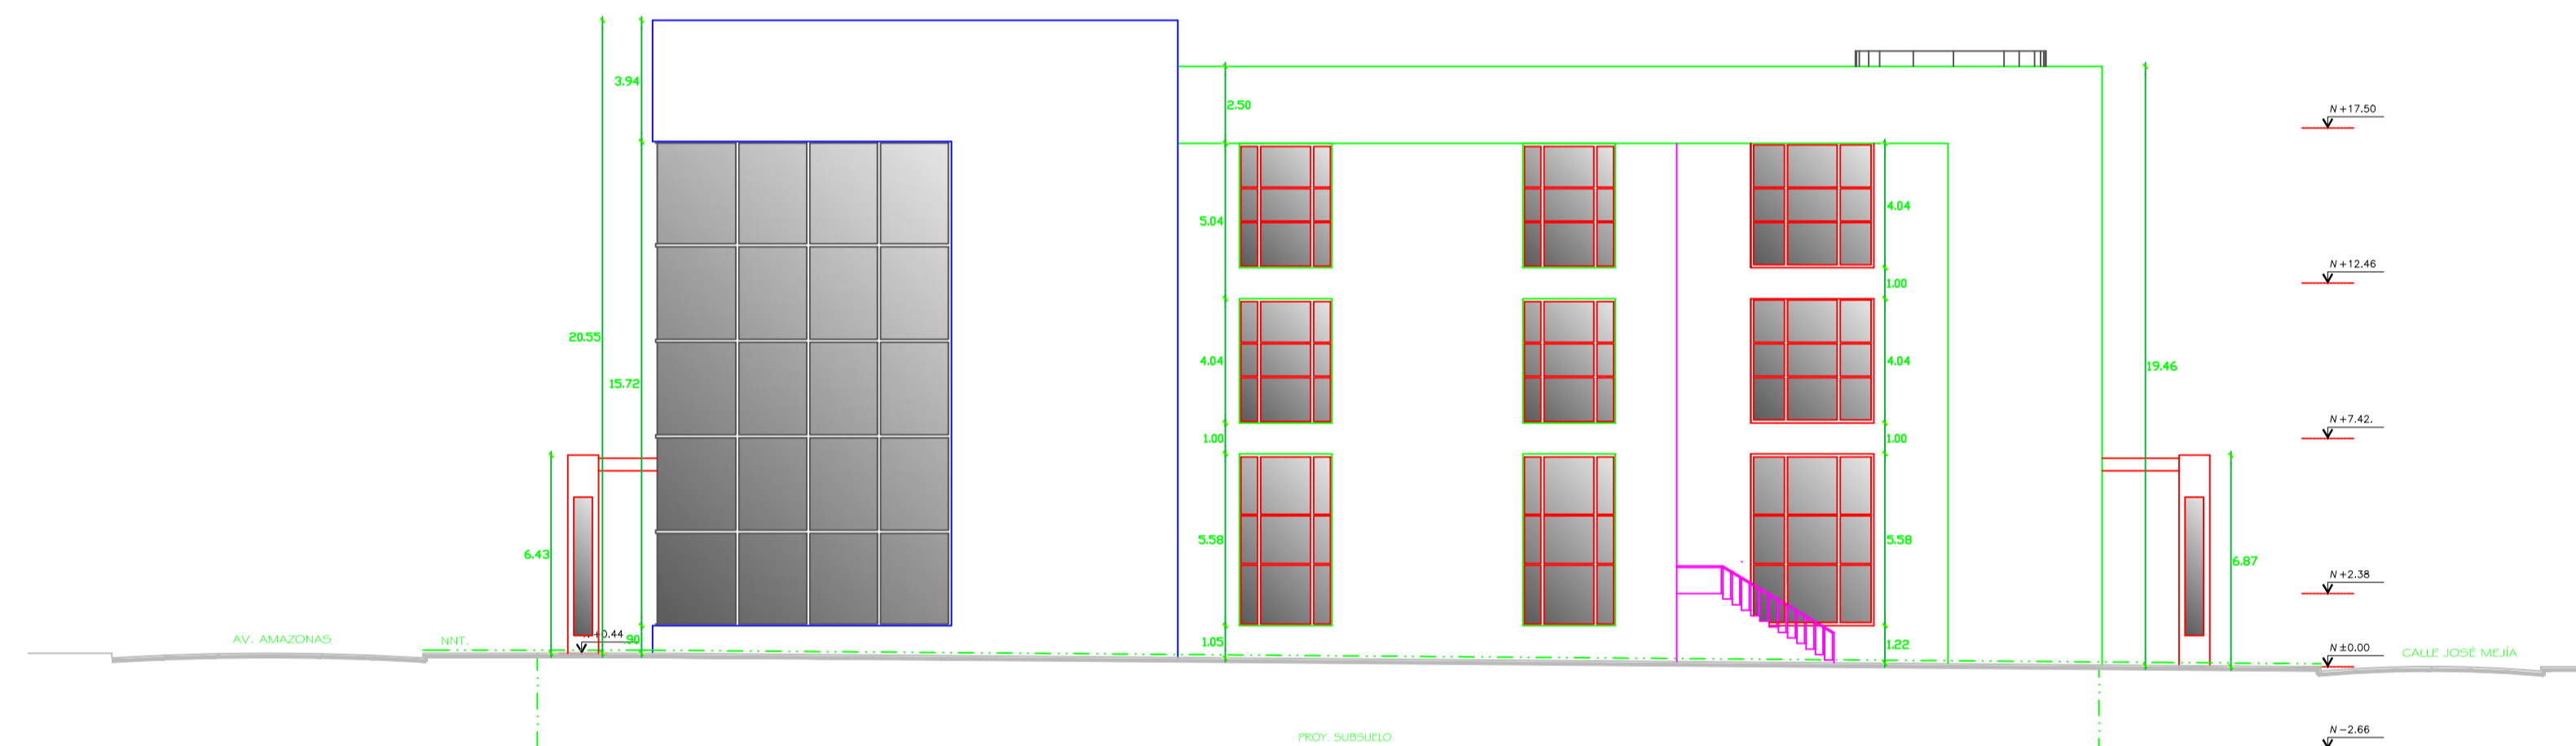 3.94
2.50
N +17.50
5.04
4.04
N +12.46
1.00
20.55
15.72
4.04
4.04
19.46
N +7.42.
1.00
1.00
6.43
5.58
5.58
6.87
N +2.38
AV. AMAZONAS
NNT.
+0.44
90
1.05
1.22
N ±0.00
CALLE JOSÉ MEJÍA
PROY. SUBSUELO
N −2.66